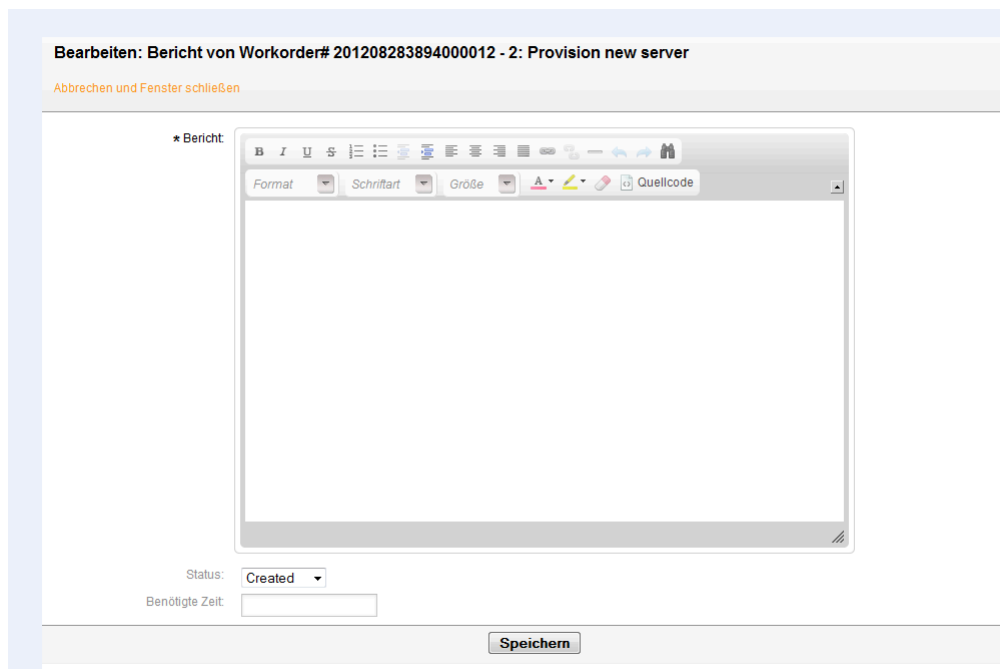 Bearbeiten: Bericht von Workorder# 201208283894000012 - 2: Provision new server
Abbrechen und Fenster schließen
* Bericht:
B I U S
Format Schriftart Größe A Quellcode
Status: Created
Benötigte Zeit:
Speichern